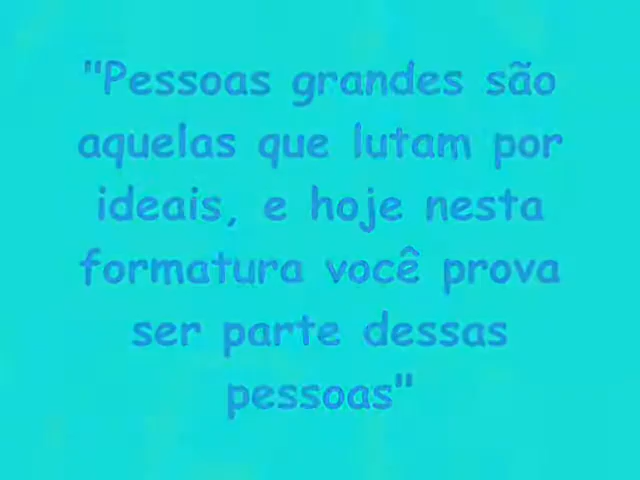 "Pessoas grandes são
aquelas que lutam por
ideais, e hoje nesta
formatura você prova
ser parte dessas
pessoas"